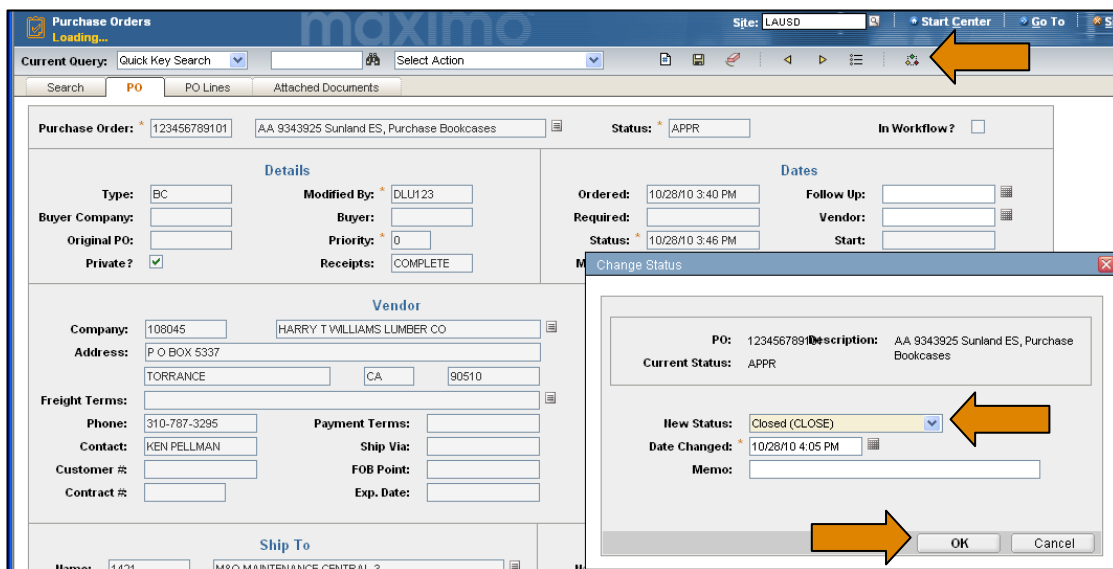 Purchase Orders
Loading...
maximo
Site: LAUSD Start Center Go To S
Current Query: Quick Key Search Select Action
Search PO PO Lines Attached Documents
Purchase Order: * 123456789101 AA 9343925 Sunland ES, Purchase Bookcases Status: * APPR In Workflow?
Details Dates
Type: BC Modified By: * DLU123 Ordered: 10/28/10 3:40 PM Follow Up:
Buyer Company: Buyer: Required: Vendor:
Original PO: Priority: * 0 Status: * 10/28/10 3:46 PM Start:
Private? Receipts: COMPLETE M
Change Status
Vendor
Company: 108045 HARRY T WILLIAMS LUMBER CO
Address: P O BOX 5337
TORRANCE CA 90510
Freight Terms:
Phone: 310-787-3295 Payment Terms:
Contact: KEN PELLMAN Ship Via:
Customer #: FOB Point:
Contract #: Exp. Date:
PO: 1234567891 Description: AA 9343925 Sunland ES, Purchase
Bookcases
Current Status: APPR
New Status: Closed (CLOSE)
Date Changed: * 10/28/10 4:05 PM
Memo:
OK Cancel
Ship To
Name: 1421 M&O MAINTENANCE CENTRAL 3